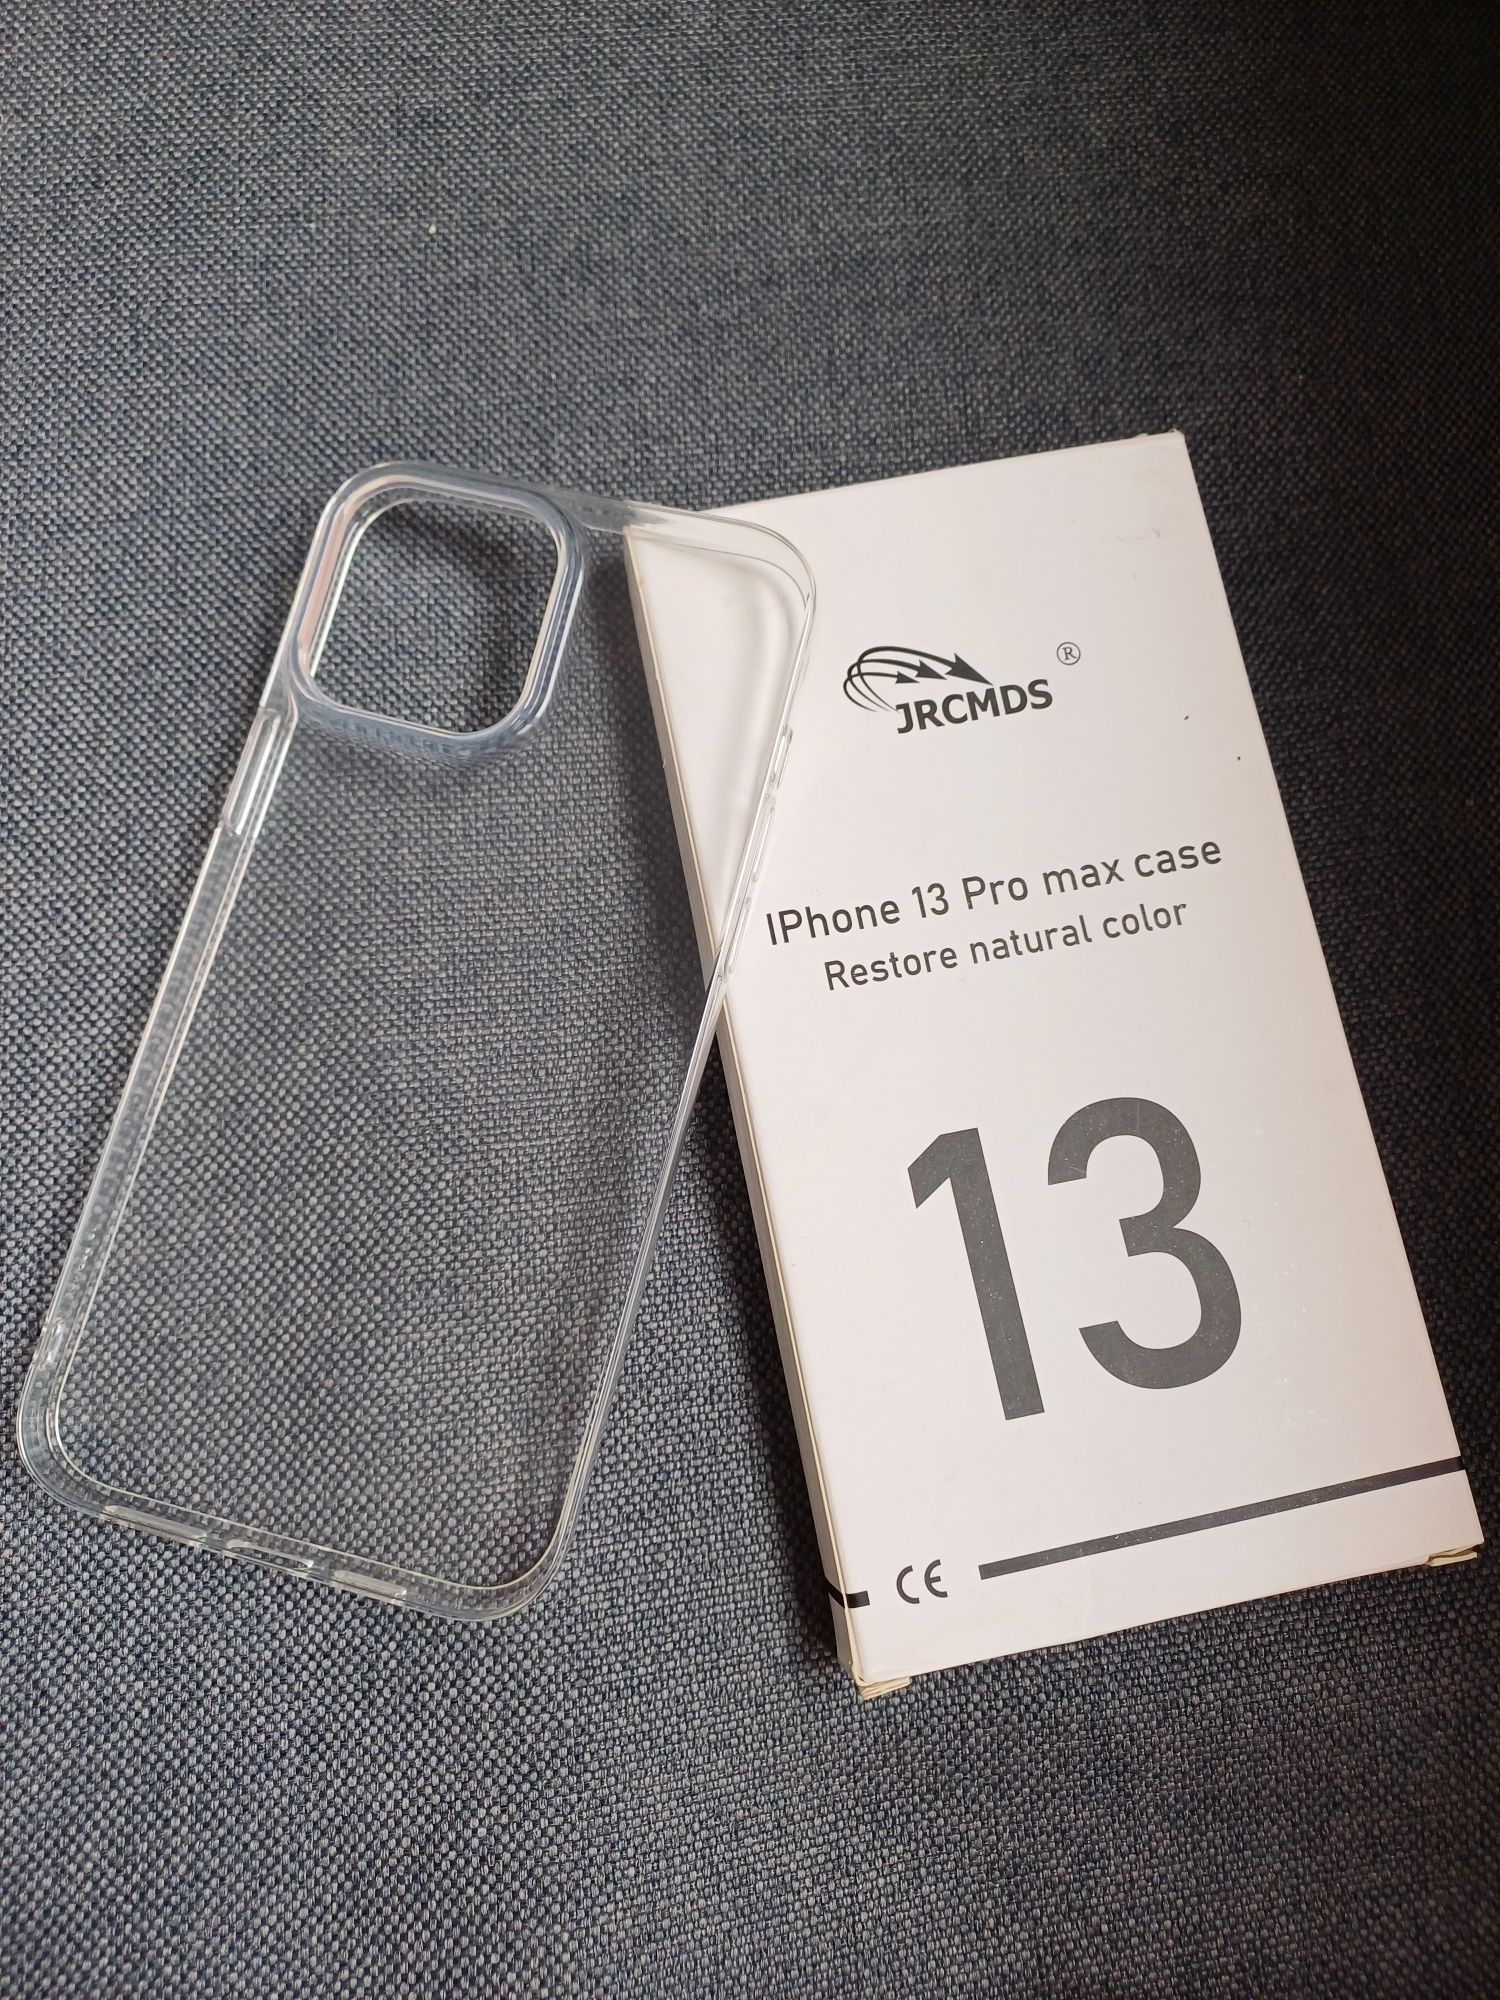 JRCMDS ®
IPhone 13 Pro max case
Restore natural color
13
CE